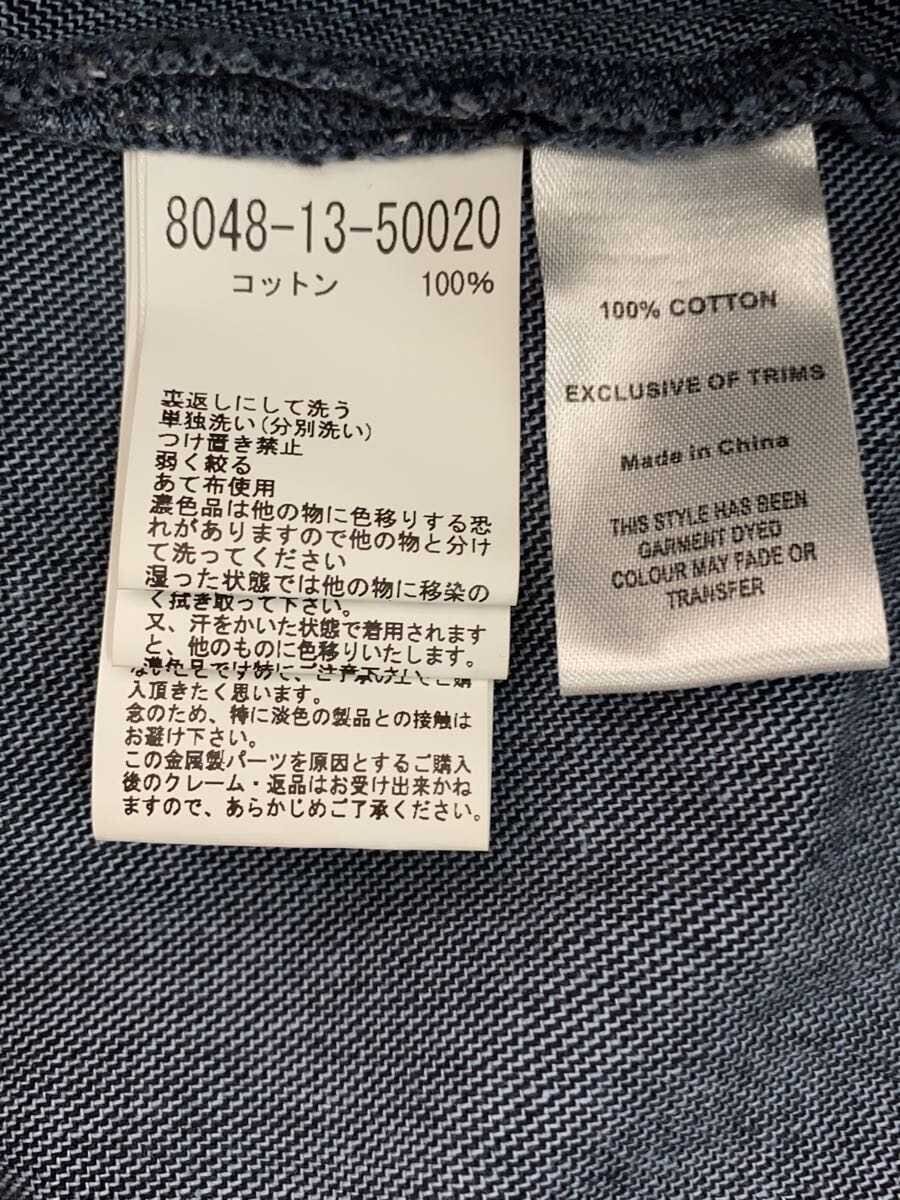 8048-13-50020
コットン 100%
裏返しにして洗う
単独洗い(分別洗い)
つけ置き禁止
弱く絞る
あて布使用
濃色品は他の物に色移りする恐
れがありますので他の物と分け
て洗ってください
湿った状態では他の物に移染の
く拭き取って下さい。
又、汗をかいた状態で着用されます
と、他のものに色移りいたします。
入頂きたく思います。
念のため、特に淡色の製品との接触は
お避け下さい。
この金属製パーツを原因とするご購入
後のクレーム・返品はお受け出来かね
ますので、あらかじめご了承ください。
100% COTTON
EXCLUSIVE OF TRIMS
Made in China
THIS STYLE HAS BEEN
GARMENT DYED
COLOUR MAY FADE OR
TRANSFER